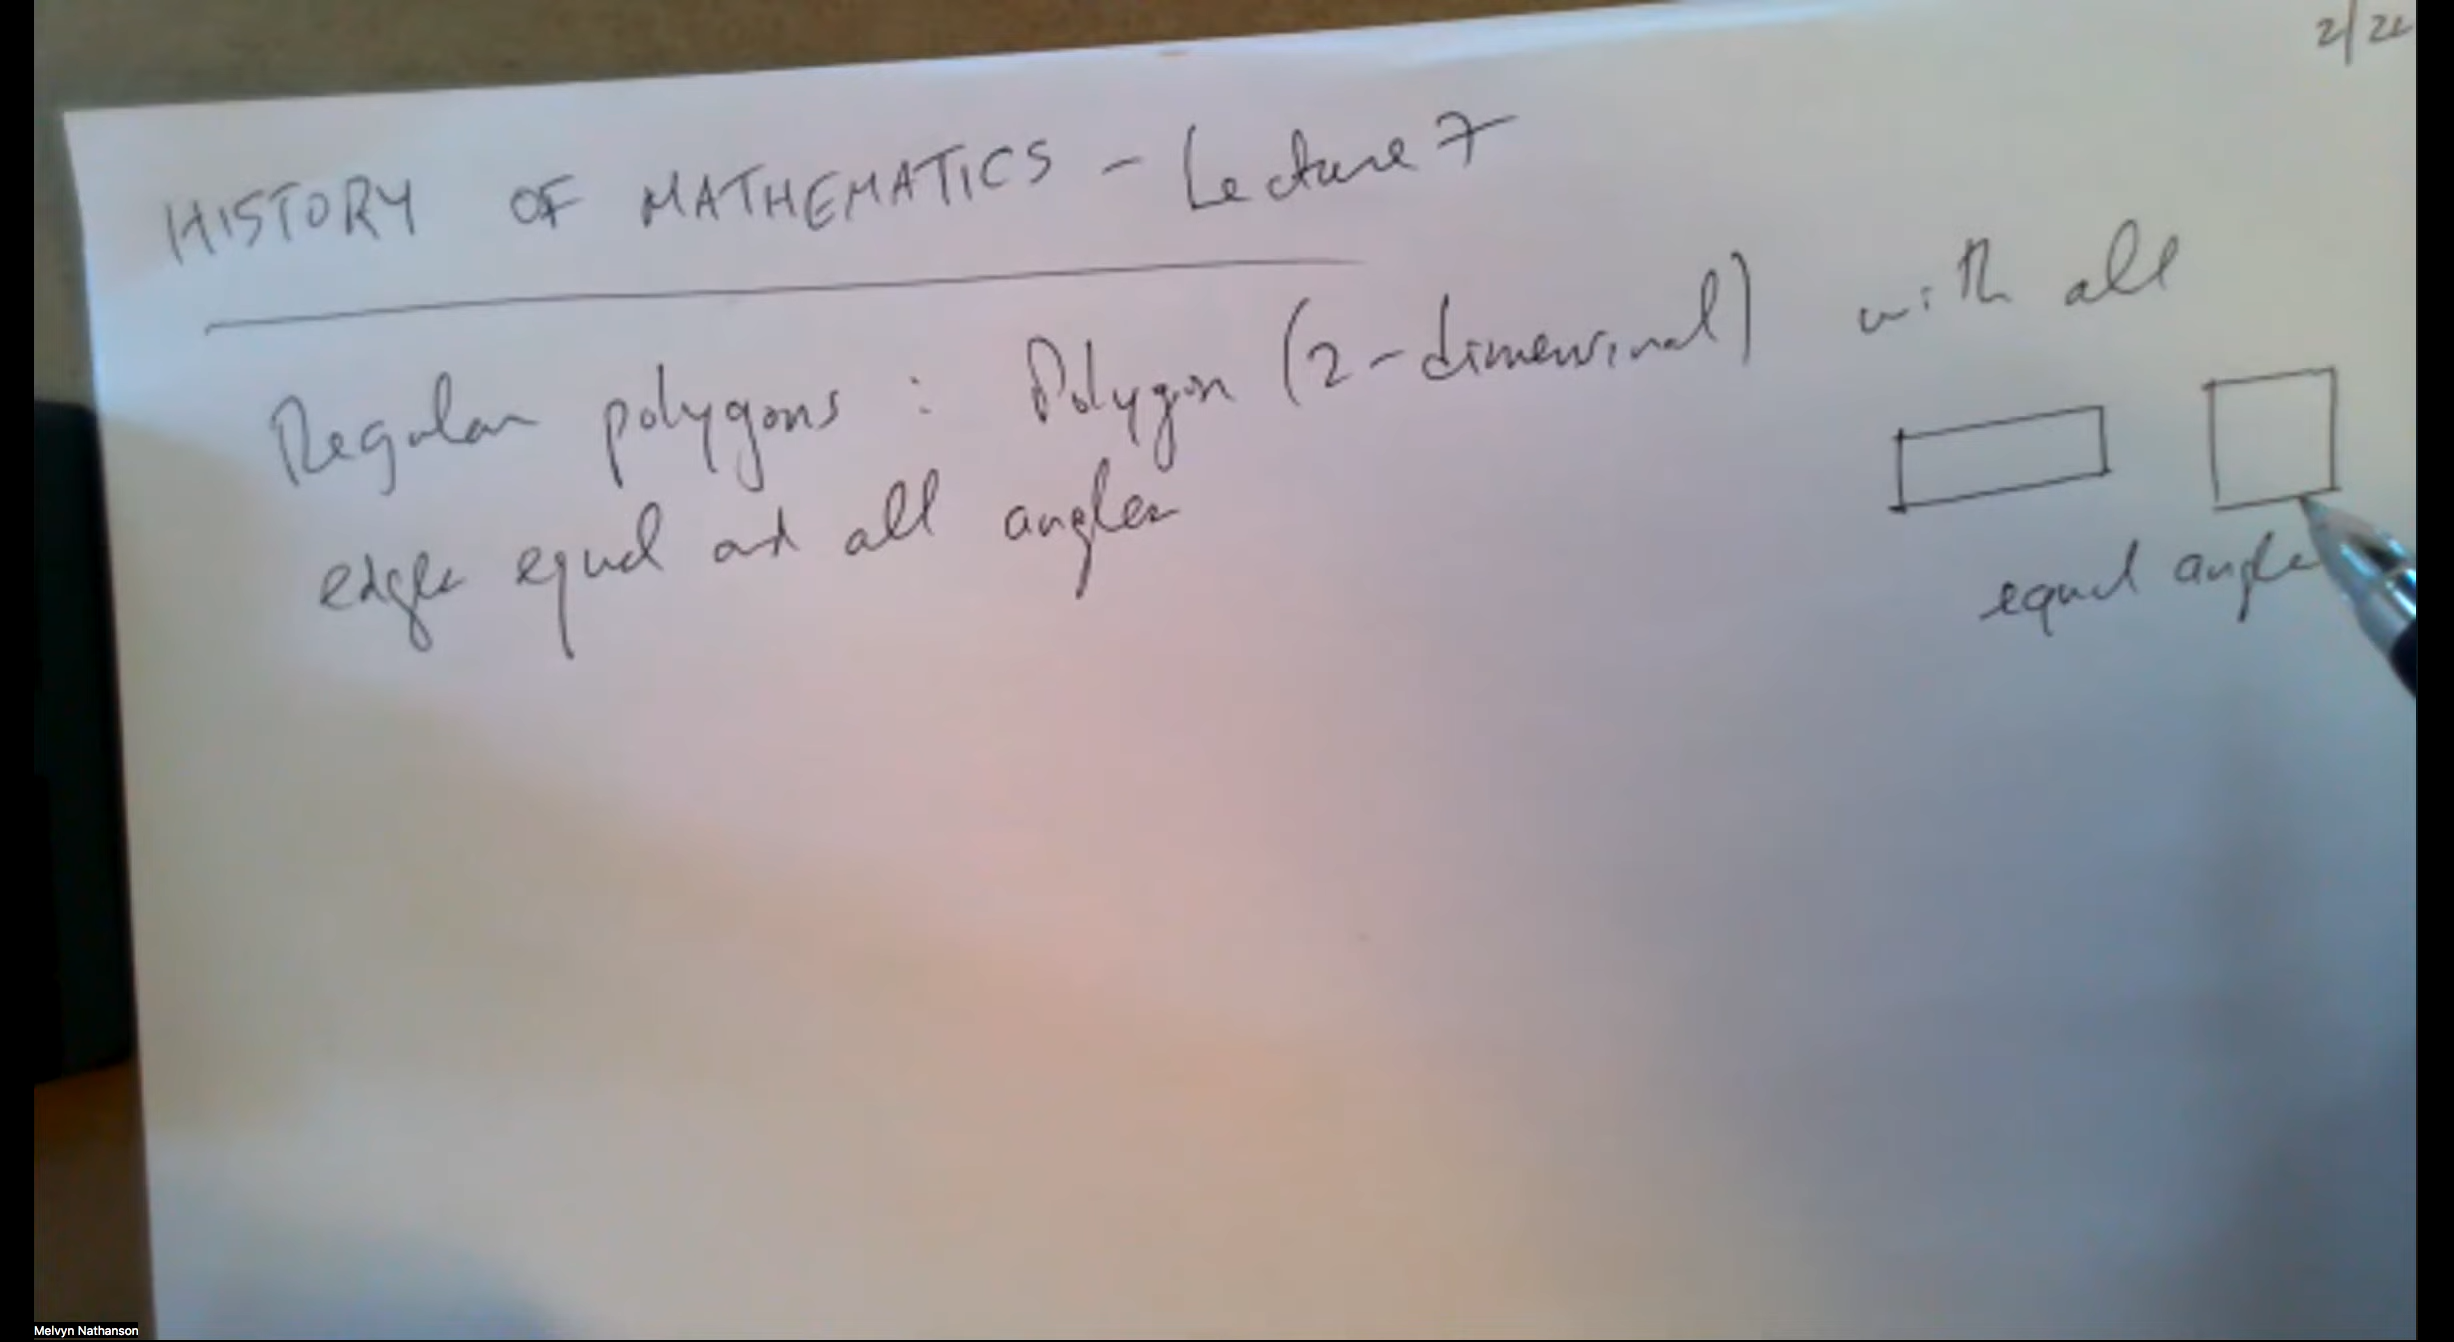 2/22
HISTORY OF MATHEMATICS - Lecture 7
Regular polygons : Polygon (2-dimensional) with all
edges equal and all angles
equal angle
Melvyn Nathanson